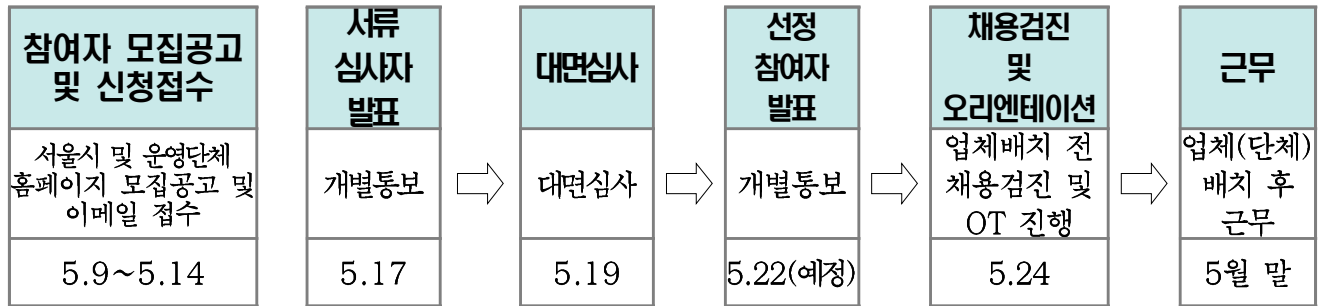 참여자 모집공고
및 신청접수
서류
심사자
발표
대면심사
선정
참여자
발표
채용검진
및
오리엔테이션
근무
서울시 및 운영단체
홈페이지 모집공고 및
이메일 접수
개별통보
대면심사
개별통보
업체배치 전
채용검진 및
OT 진행
업체(단체)
배치 후
근무
5.9~5.14
5.17
5.19
5.22(예정)
5.24
5월 말